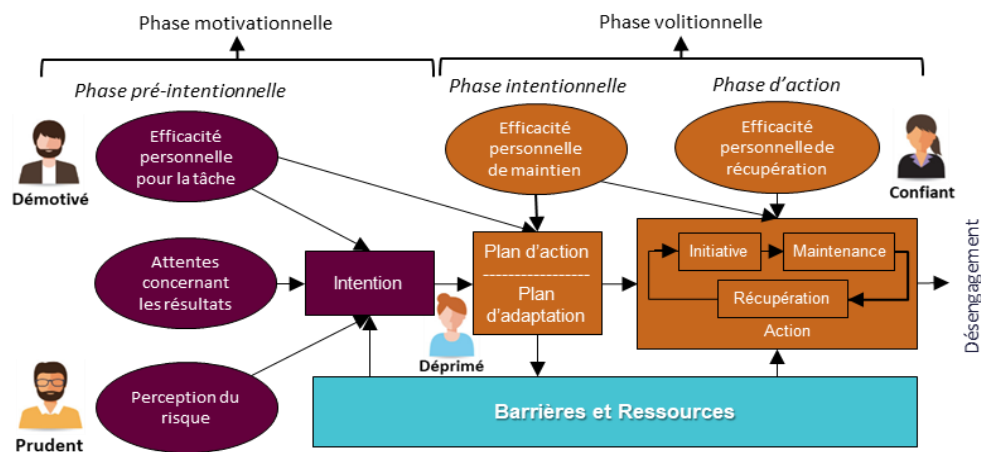 Phase motivationnelle
Phase volitionnelle
Phase pré-intentionnelle
Phase intentionnelle
Phase d'action
Efficacité
personnelle
pour la tâche
Efficacité
personnelle
de maintien
Efficacité
personnelle de
récupération
Démotivé
Confiant
Attentes
concernant
les résultats
Intention
Plan d'action
Plan
d'adaptation
Initiative
Maintenance
Récupération
Action
Désengagement
Déprimé
Perception du
risque
Prudent
Barrières et Ressources